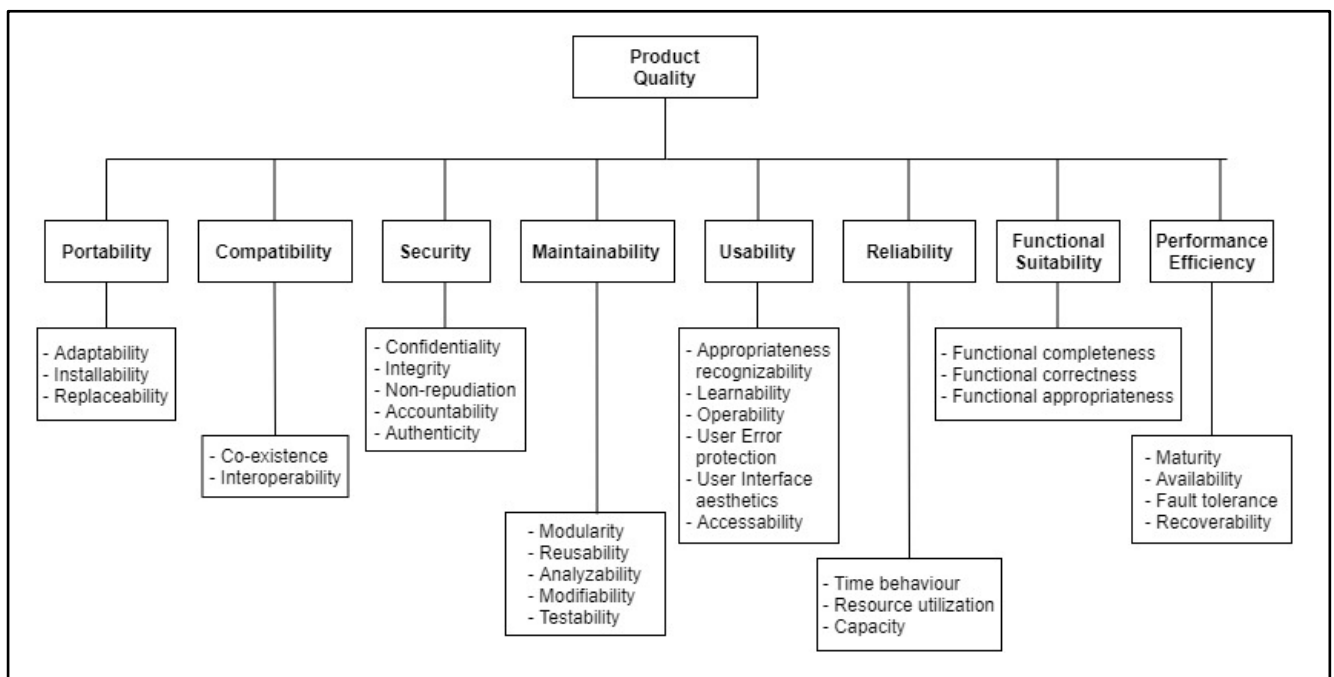 Product
Quality
Portability
Compatibility
Security
Maintainability
Usability
Reliability
Functional
Suitability
Performance
Efficiency
- Adaptability
- Installability
- Replaceability
- Co-existence
- Interoperability
- Confidentiality
- Integrity
- Non-repudiation
- Accountability
- Authenticity
- Modularity
- Reusability
- Analyzability
- Modifiability
- Testability
- Appropriateness
recognizability
- Learnability
- Operability
- User Error
protection
- User Interface
aesthetics
- Accessability
- Time behaviour
- Resource utilization
- Capacity
- Functional completeness
- Functional correctness
- Functional appropriateness
- Maturity
- Availability
- Fault tolerance
- Recoverability